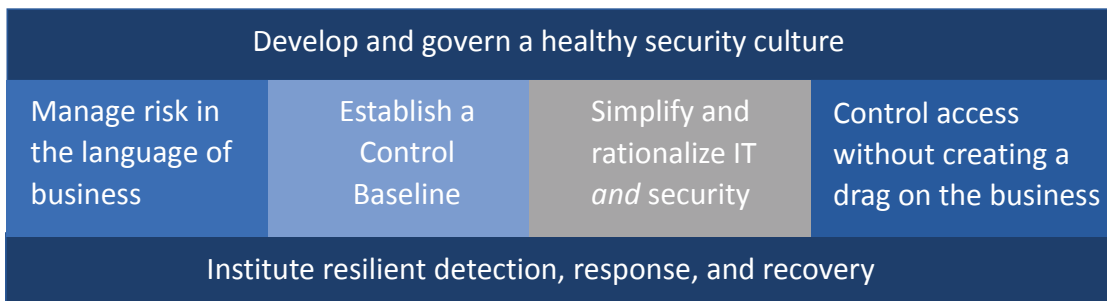 Develop and govern a healthy security culture
Manage risk in
the language of
business
Establish a
Control
Baseline
Simplify and
rationalize IT
and security
Control access
without creating a
drag on the business
Institute resilient detection, response, and recovery